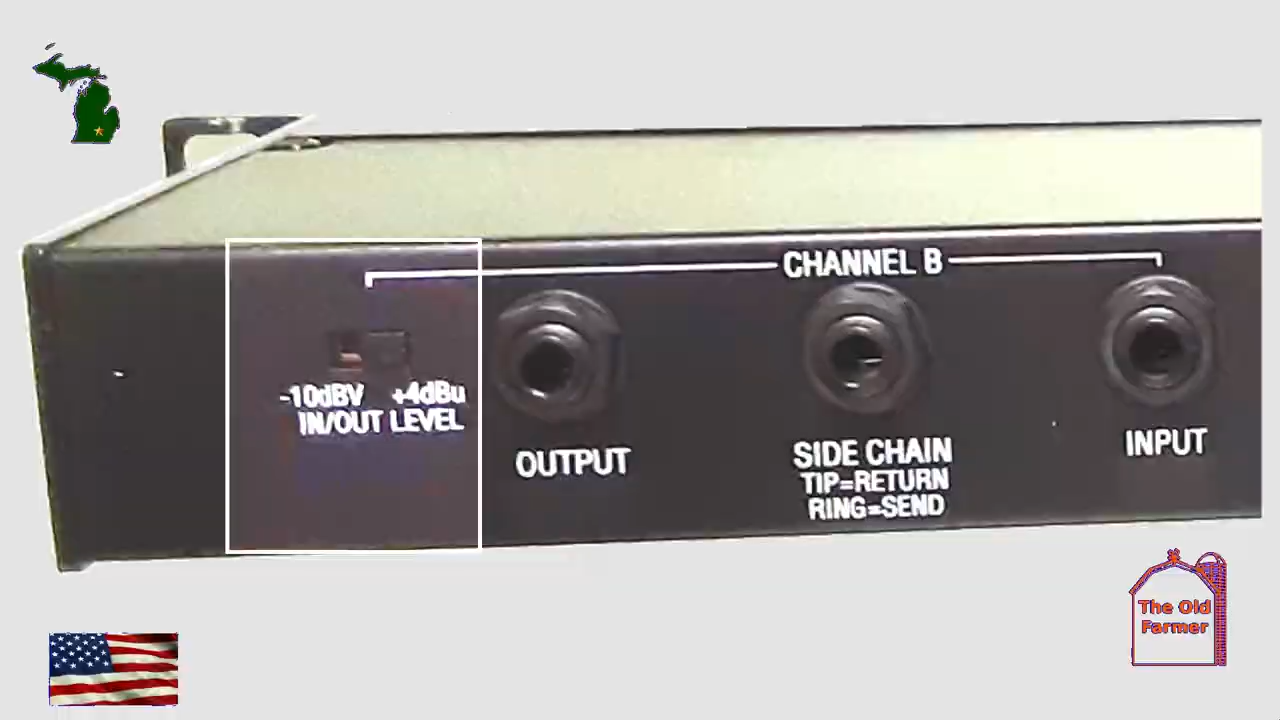 CHANNEL B
-10dBV +4dBu
IN/OUT LEVEL
OUTPUT
SIDE CHAIN
TIP=RETURN
RING=SEND
INPUT
The Old
Farmer